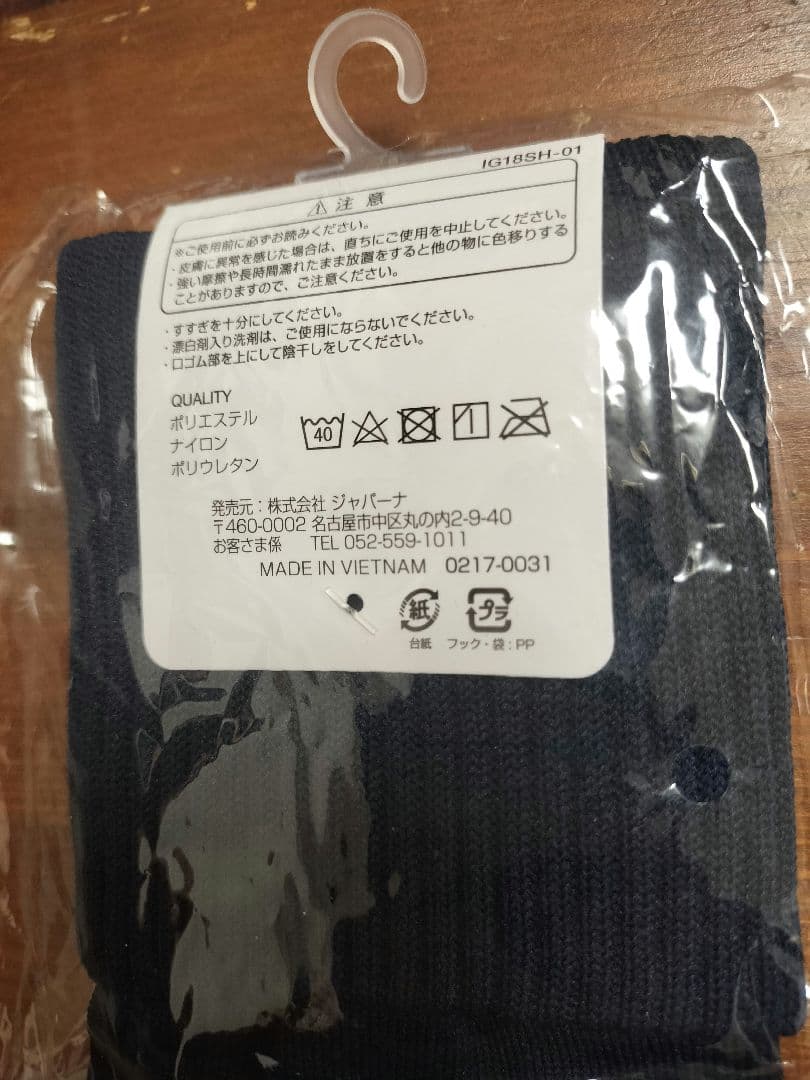 IG18SH-01
注意
※ご使用前に必ずお読みください。
・皮膚に異常を感じた場合は、直ちにご使用を中止してください。
・強い摩擦や長時間濡れたまま放置をすると他の物に色移りする
ことがありますので、ご注意ください。
・すすぎを十分にしてください。
・漂白剤入り洗剤は、ご使用にならないでください。
・口ゴム部を上にして陰干しをしてください。
QUALITY
ポリエステル
ナイロン
ポリウレタン
40
発売元：株式会社 ジャパーナ
〒460-0002 名古屋市中区丸の内2-9-40
お客さま係 TEL 052-559-1011
MADE IN VIETNAM 0217-0031
紙 プラ
台紙 フック・袋：PP